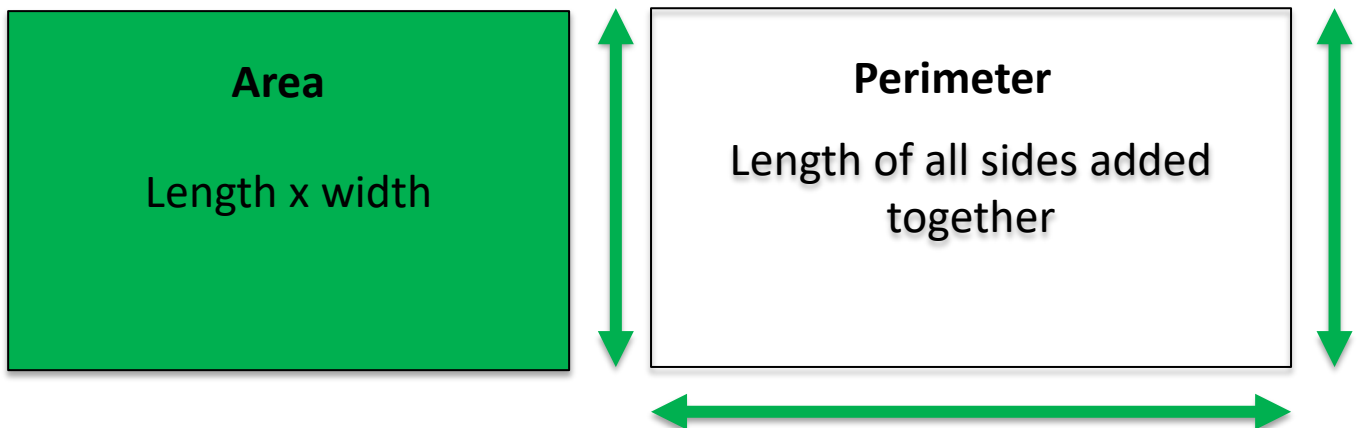 Area
Length x width
Perimeter
Length of all sides added
together